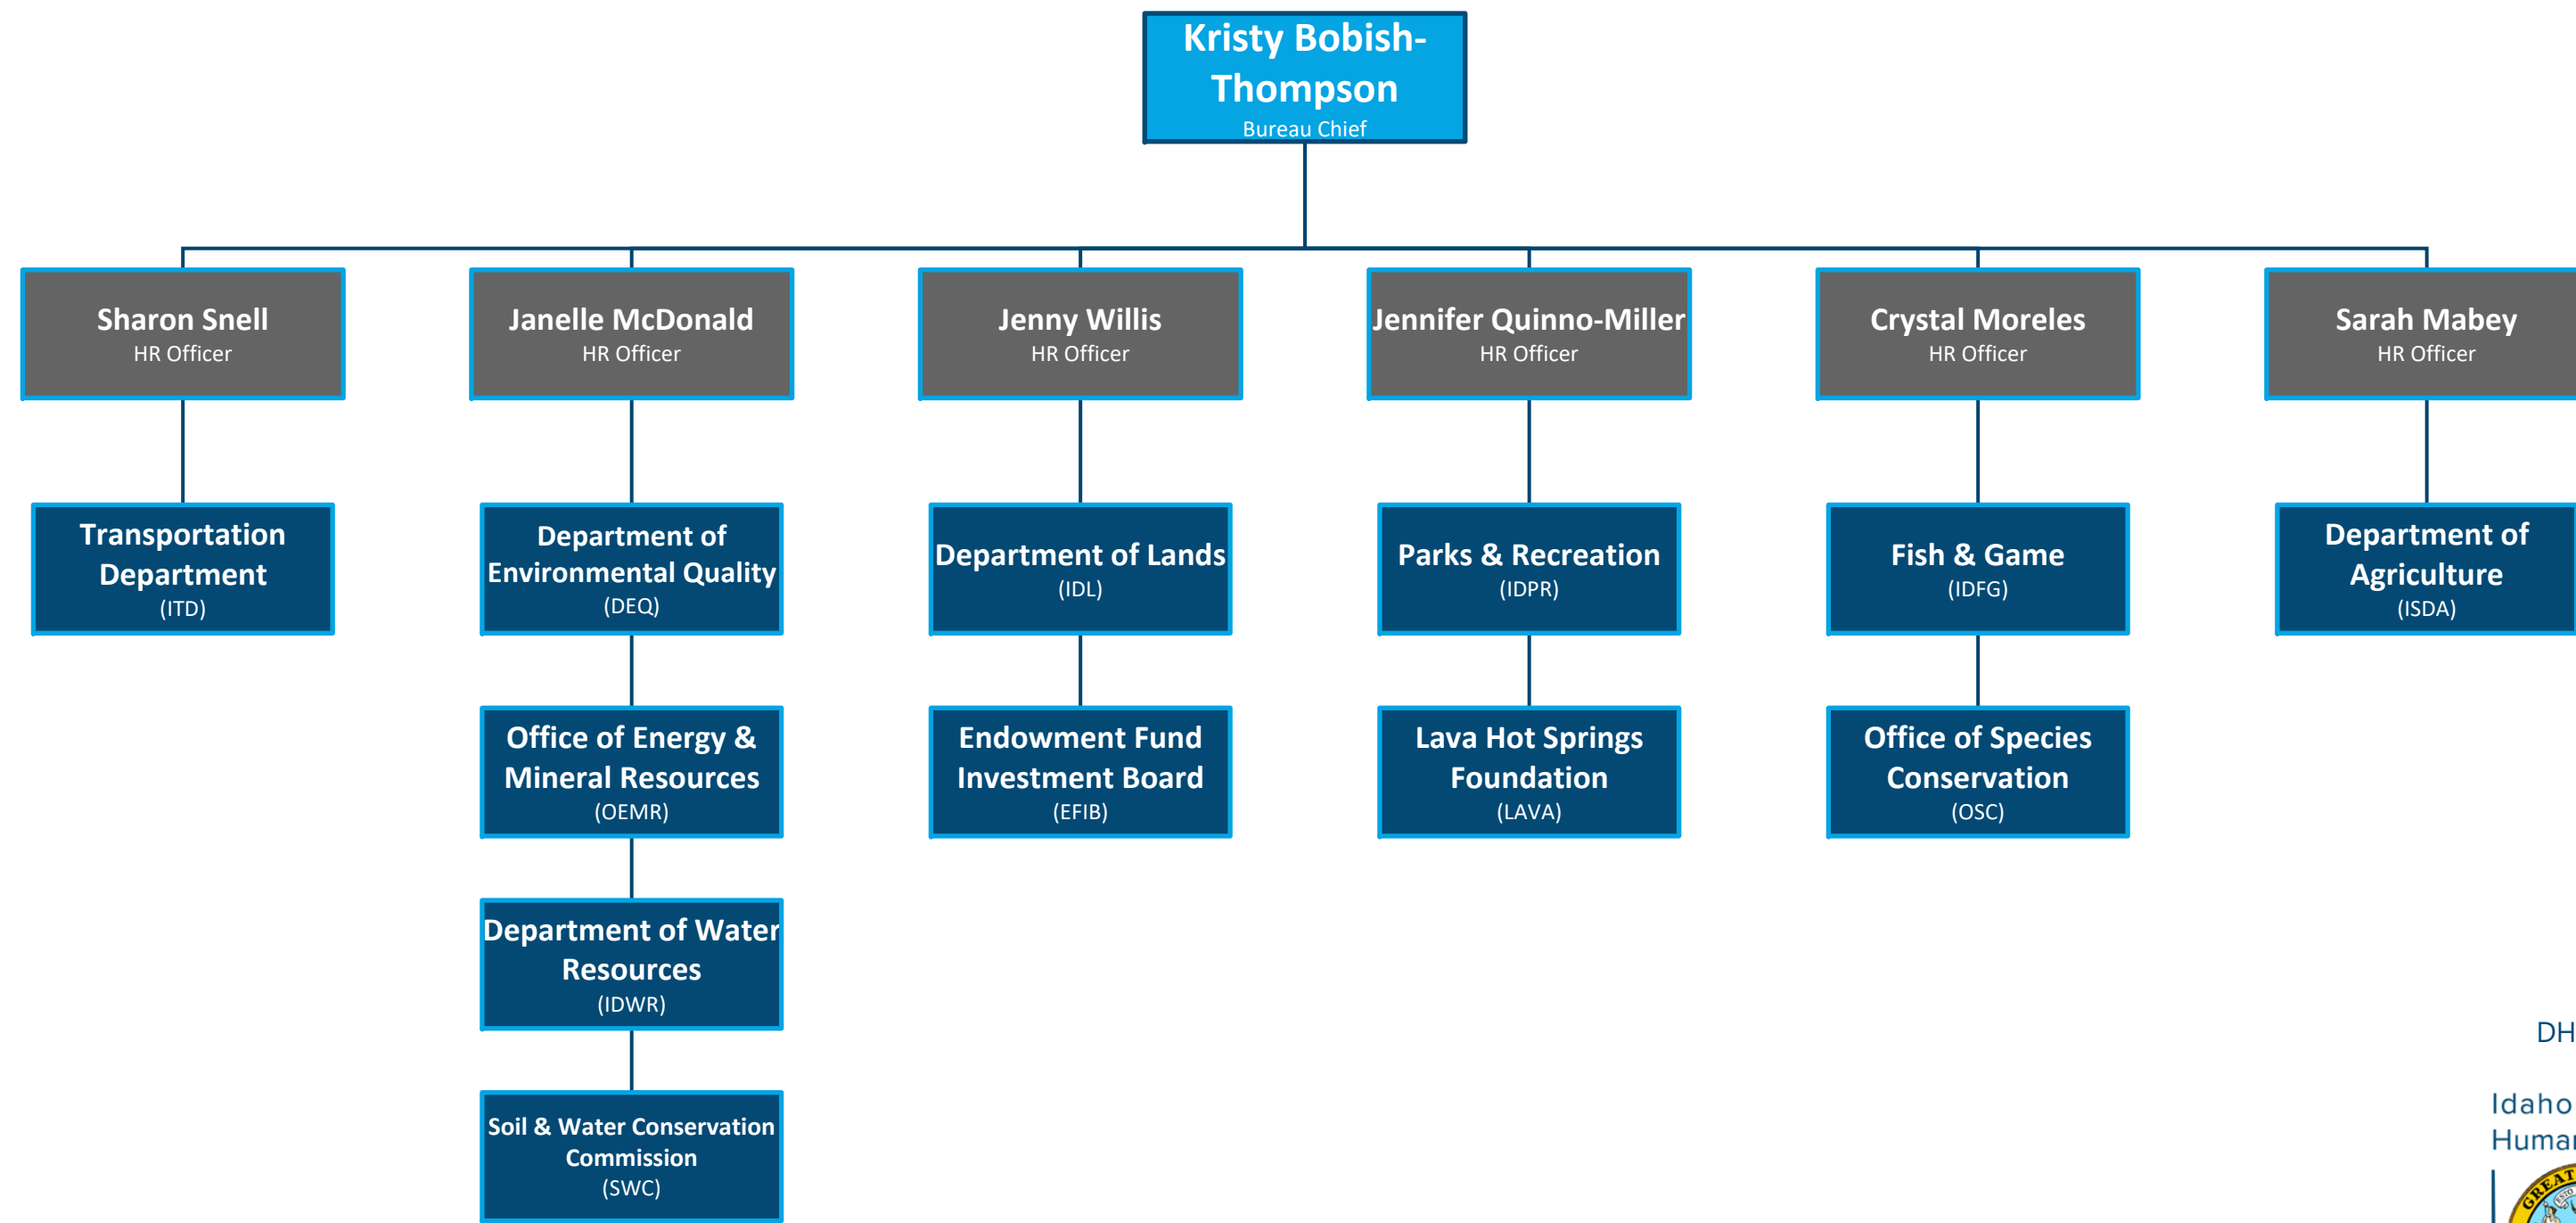 Kristy Bobish-
Thompson
Bureau Chief
Sharon Snell
HR Officer
Janelle McDonald
HR Officer
Jenny Willis
HR Officer
Jennifer Quinno-Miller
HR Officer
Crystal Moreles
HR Officer
Sarah Mabey
HR Officer
Transportation
Department
(ITD)
Department of
Environmental Quality
(DEQ)
Department of Lands
(IDL)
Parks & Recreation
(IDPR)
Fish & Game
(IDFG)
Department of
Agriculture
(ISDA)
Office of Energy &
Mineral Resources
(OEMR)
Endowment Fund
Investment Board
(EFIB)
Lava Hot Springs
Foundation
(LAVA)
Office of Species
Conservation
(OSC)
Department of Water
Resources
(IDWR)
Soil & Water Conservation
Commission
(SWC)
DH
Idaho
Human
GREAT